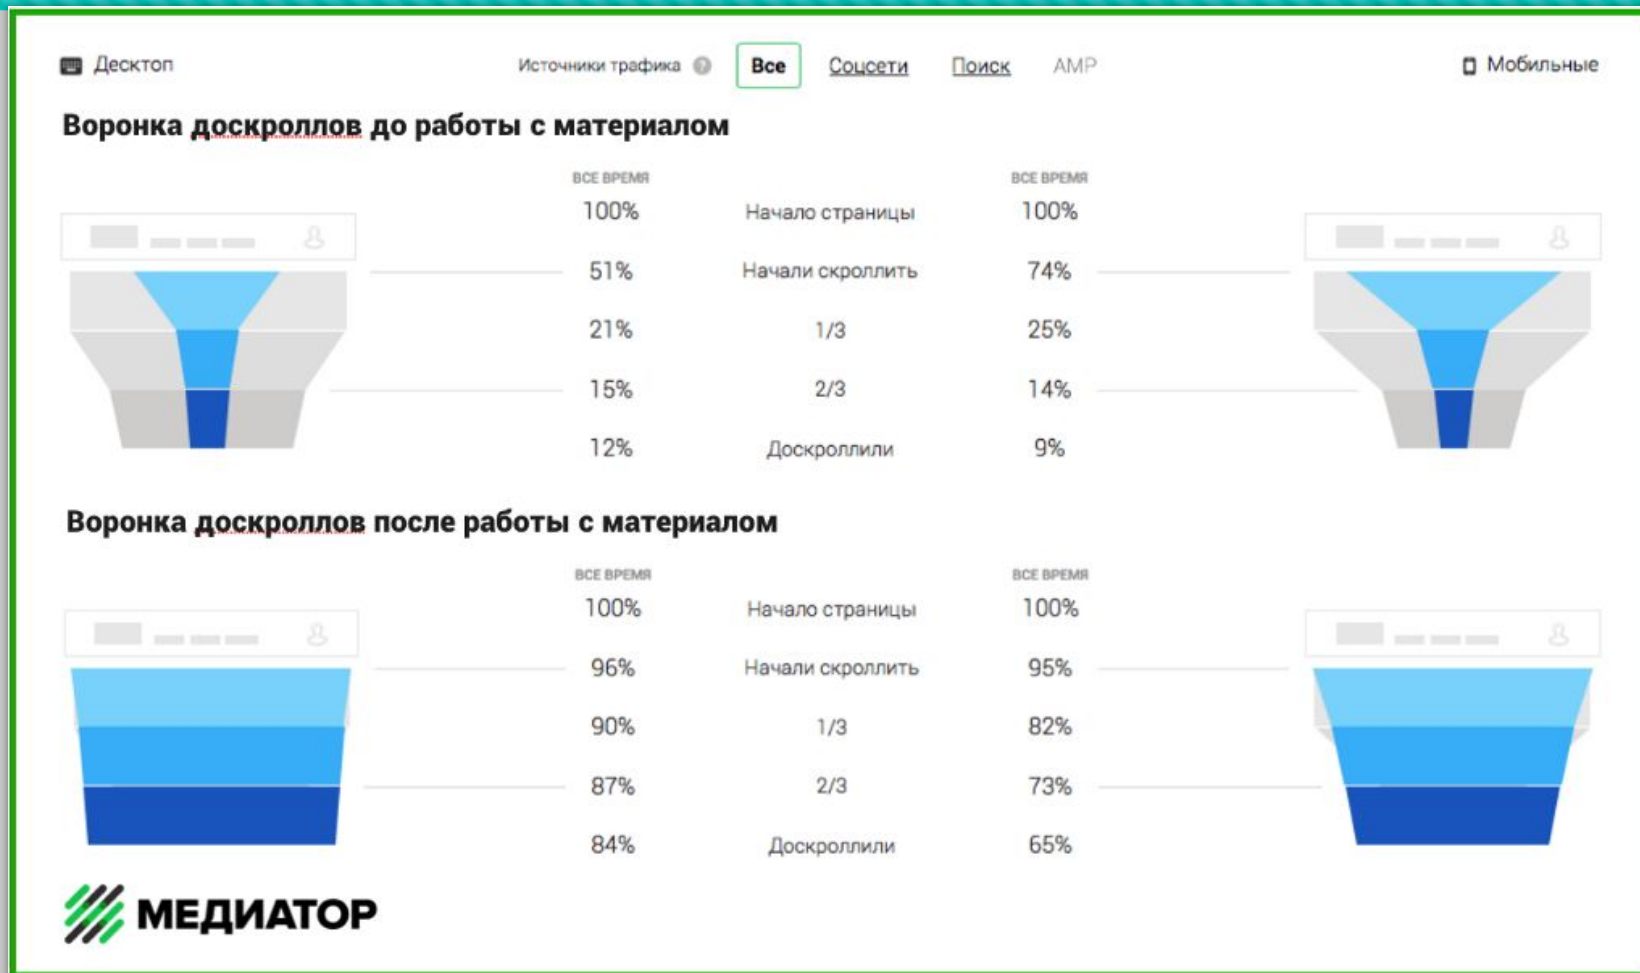 Десктоп Источники трафика ? Все Соцсети Поиск AMP Мобильные
Воронка доскроллов до работы с материалом
ВСЕ ВРЕМЯ ВСЕ ВРЕМЯ
100% Начало страницы 100%
51% Начали скроллить 74%
21% 1/3 25%
15% 2/3 14%
12% Доскроллили 9%
Воронка доскроллов после работы с материалом
ВСЕ ВРЕМЯ ВСЕ ВРЕМЯ
100% Начало страницы 100%
96% Начали скроллить 95%
90% 1/3 82%
87% 2/3 73%
84% Доскроллили 65%
МЕДИАТОР